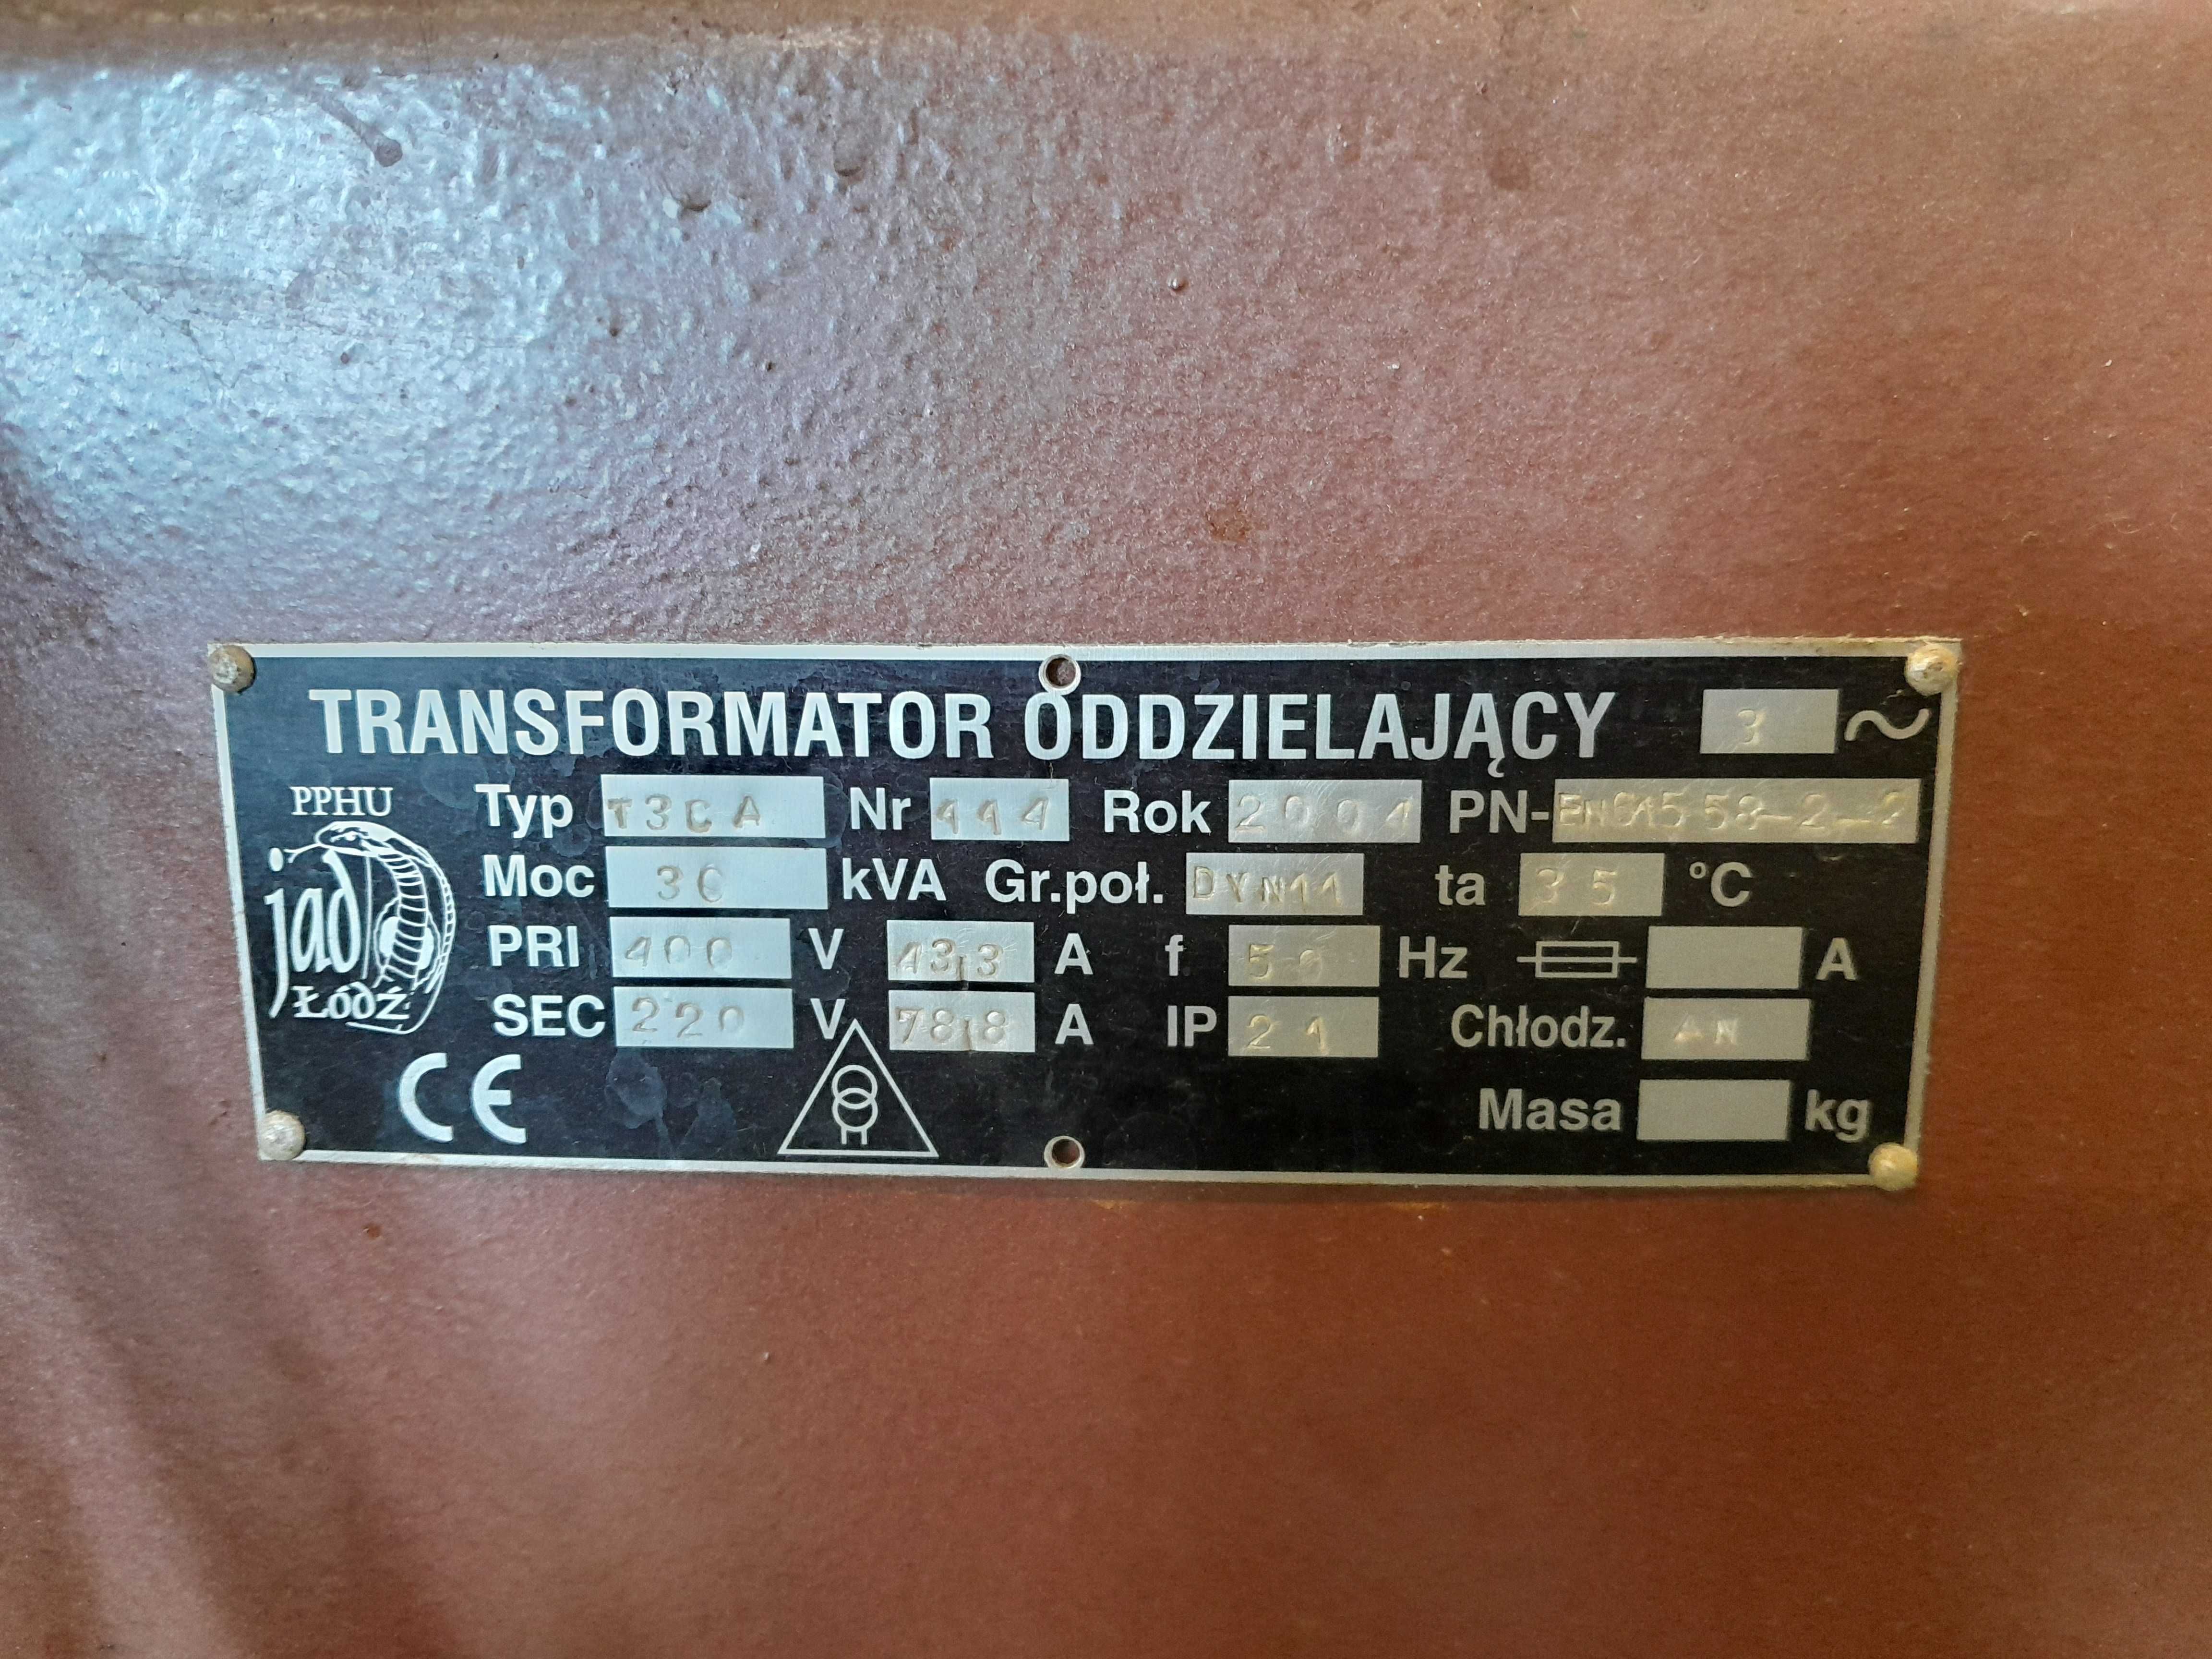 TRANSFORMATOR ODDZIELAJĄCY 3 ~
PPHU jad Łódź
Typ T3CA Nr 114 Rok 2001 PN-EN61558-2-2
Moc 30 kVA Gr.poł. DYN11 ta 35 °C
PRI 400 V 43,3 A f 50 Hz A
SEC 220 V 78,8 A IP 21 Chłodz. AN
CE Masa kg